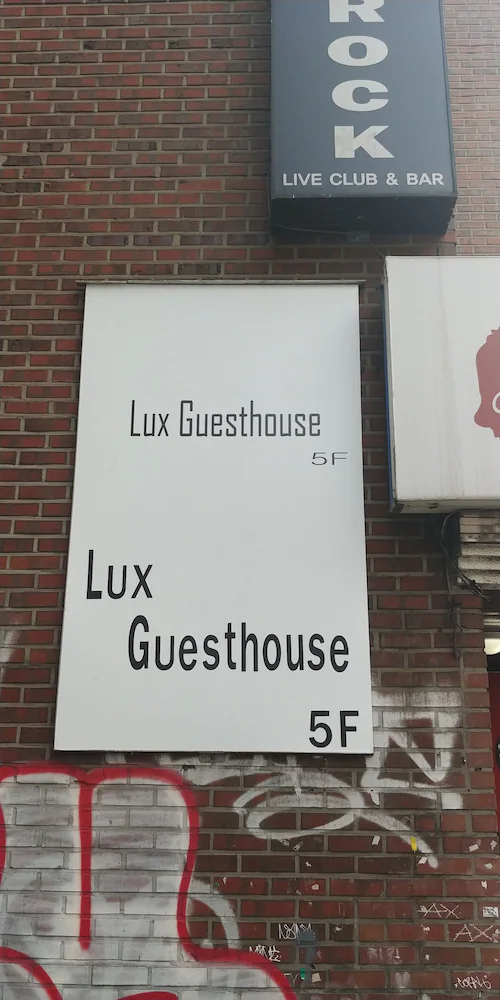 ROCK
LIVE CLUB & BAR
Lux Guesthouse
5F
Lux
Guesthouse
5F